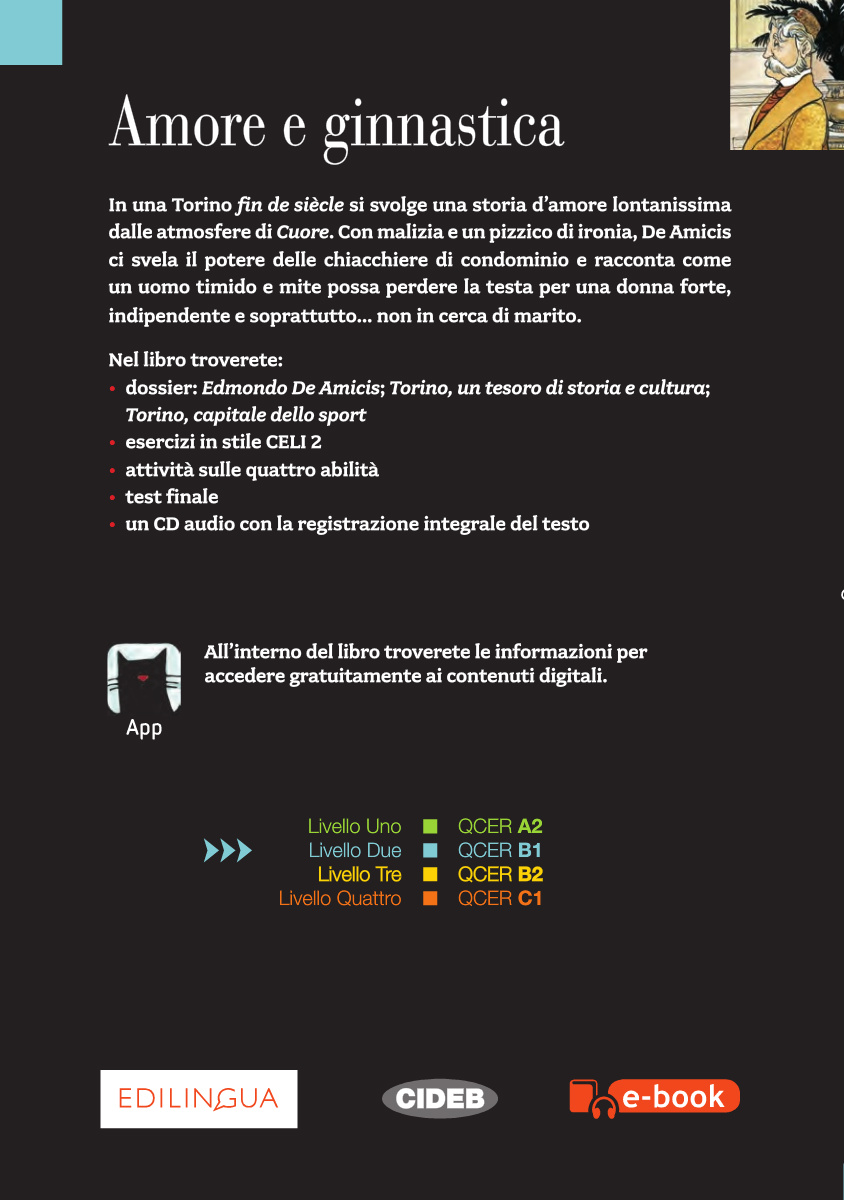 Amore e ginnastica
In una Torino fin de siècle si svolge una storia d'amore lontanissima
dalle atmosfere di Cuore. Con malizia e un pizzico di ironia, De Amicis
ci svela il potere delle chiacchiere di condominio e racconta come
un uomo timido e mite possa perdere la testa per una donna forte,
indipendente e soprattutto... non in cerca di marito.
Nel libro troverete:
• dossier: Edmondo De Amicis; Torino, un tesoro di storia e cultura;
Torino, capitale dello sport
• esercizi in stile CELI 2
• attività sulle quattro abilità
• test finale
• un CD audio con la registrazione integrale del testo
All'interno del libro troverete le informazioni per
accedere gratuitamente ai contenuti digitali.
App
Livello Uno ■ QCER A2
Livello Due ■ QCER B1
Livello Tre ■ QCER B2
Livello Quattro ■ QCER C1
EDILINGUA
CIDEB
e-book